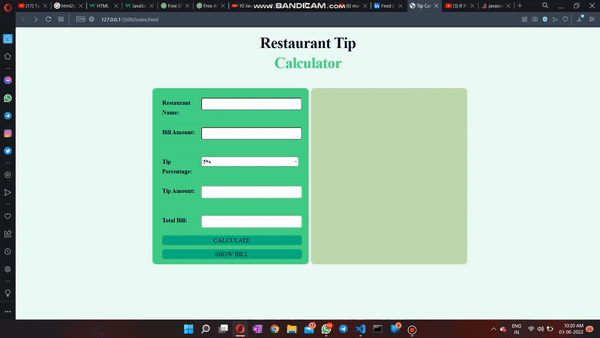 (17) T
Html2
HTML
JavaSc
Free S
Free A
10 Jav
www.BANDICAM.com
Feed |
Tip Cal
(3) R P
javascr
127.0.0.1:5500/index.html
Restaurant Tip
Calculator
Restaurant
Name:
Bill Amount:
Tip
Percentage:
5%
Tip Amount:
Total Bill:
CALCULATE
SHOW BILL
ENG
IN
10:20 AM
03-06-2022